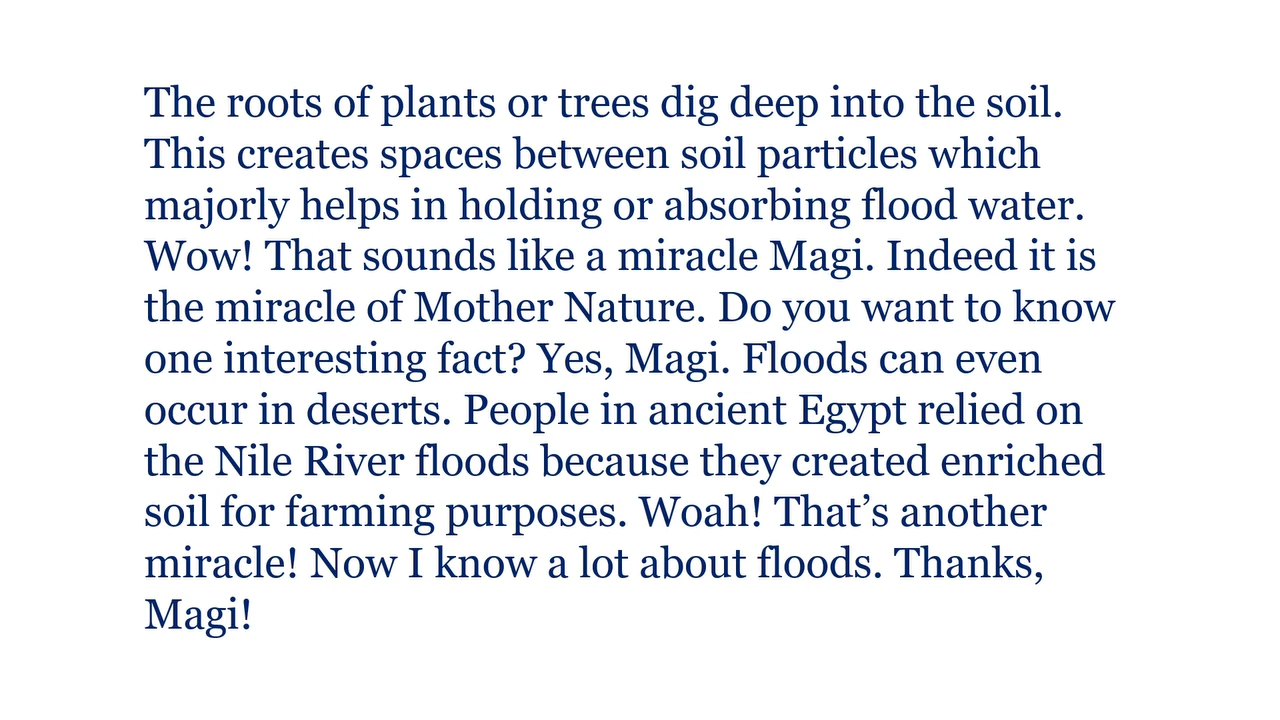 The roots of plants or trees dig deep into the soil.
This creates spaces between soil particles which
majorly helps in holding or absorbing flood water.
Wow! That sounds like a miracle Magi. Indeed it is
the miracle of Mother Nature. Do you want to know
one interesting fact? Yes, Magi. Floods can even
occur in deserts. People in ancient Egypt relied on
the Nile River floods because they created enriched
soil for farming purposes. Woah! That’s another
miracle! Now I know a lot about floods. Thanks,
Magi!